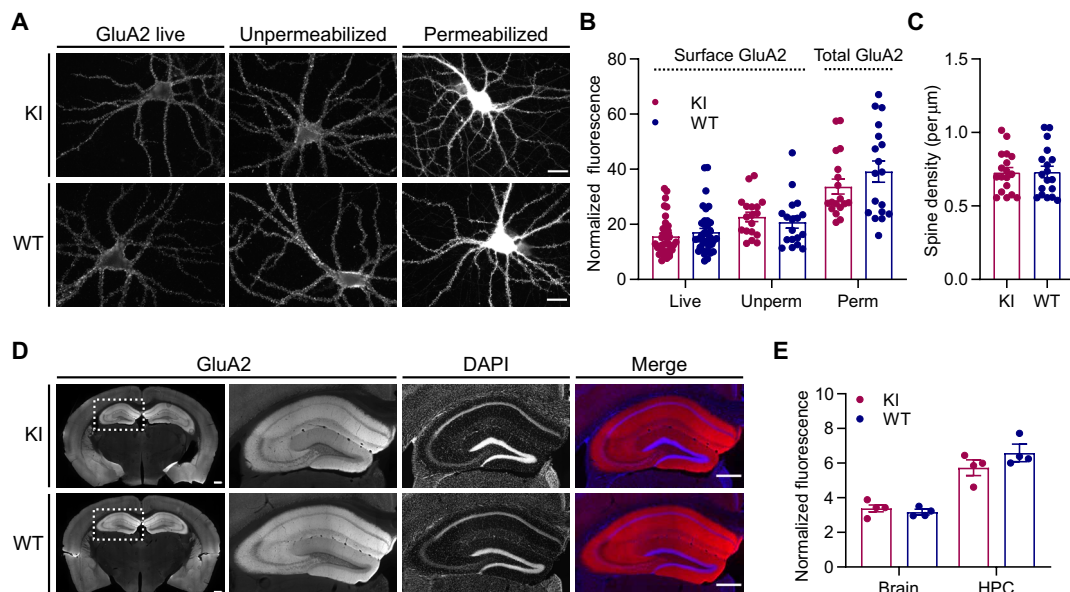 A
GluA2 live
Unpermeabilized
Permeabilized
KI
WT
B
Surface GluA2
Total GluA2
KI
WT
Normalized fluorescence
80
60
40
20
0
Live
Unperm
Perm
C
Spine density (per µm)
1.5
1.0
0.5
0.0
KI
WT
D
GluA2
DAPI
Merge
KI
WT
E
KI
WT
Normalized fluorescence
10
8
6
4
2
0
Brain
HPC